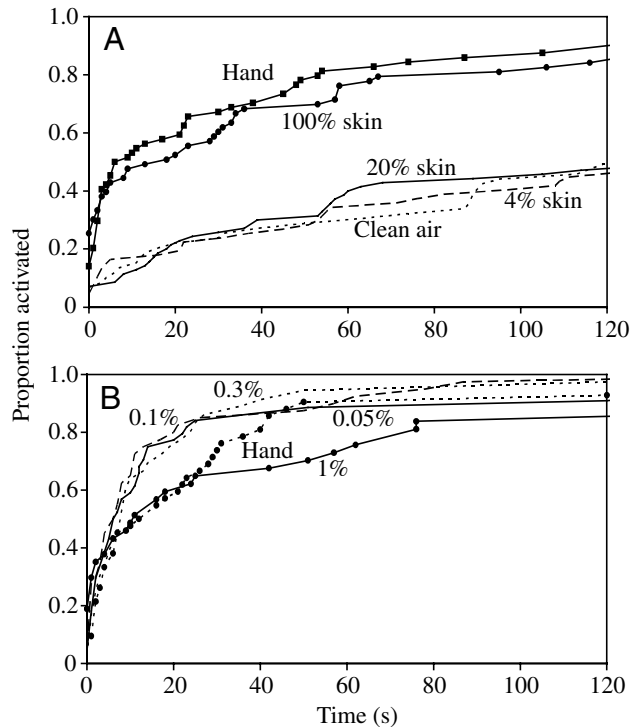 A
1.0
0.8
0.6
0.4
0.2
0
Hand
100% skin
20% skin
4% skin
Clean air
0 20 40 60 80 100 120
Proportion activated
B
1.0
0.8
0.6
0.4
0.2
0
0.3%
0.1%
0.05%
Hand
1%
0 20 40 60 80 100 120
Time (s)